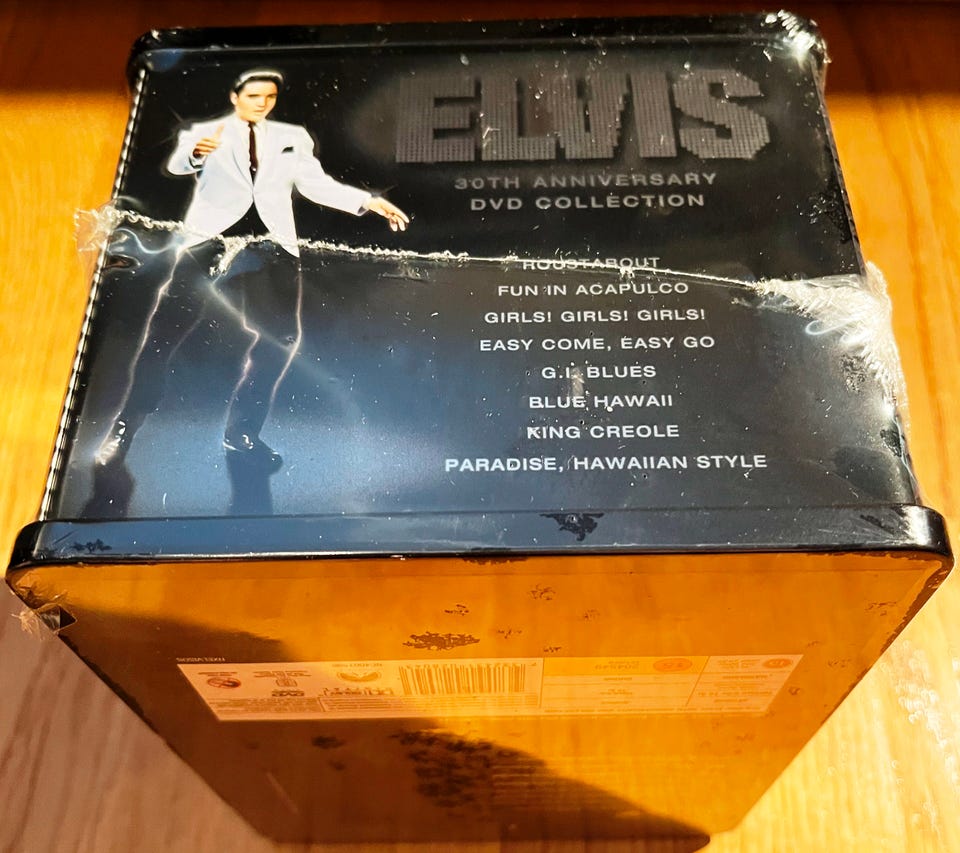 ELVIS
30TH ANNIVERSARY
DVD COLLECTION
ROUSTABOUT
FUN IN ACAPULCO
GIRLS! GIRLS! GIRLS!
EASY COME, EASY GO
G.I. BLUES
BLUE HAWAII
KING CREOLE
PARADISE, HAWAIIAN STYLE